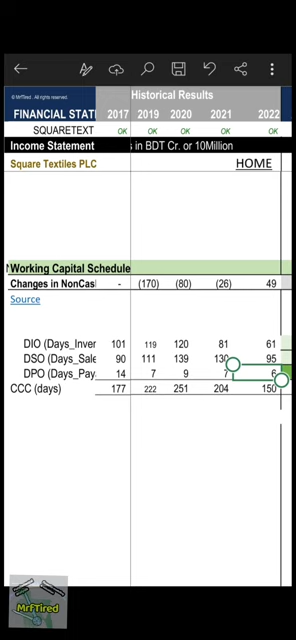 © MrfTired . All rights reserved.
Historical Results
FINANCIAL STATI 2017 2019 2020 2021 2022
SQUARETEXT OK OK OK OK OK
Income Statement s in BDT Cr. or 10Million
Square Textiles PLC HOME
Working Capital Schedule
Changes in NonCas - (170) (80) (26) 49
Source
DIO (Days_Inver 101 119 120 81 61
DSO (Days_Sale 90 111 139 130 95
DPO (Days_Pay 14 7 9 7 6
CCC (days) 177 222 251 204 150
MrfTired